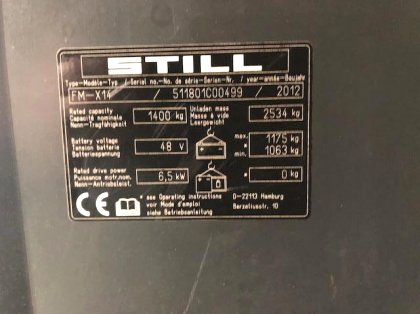 STILL
Type-Modèle-Typ / Serial no.-No. de série-Serien-Nr. / year-année-Baujahr
FM-X14 / 511801C00499 / 2012
Rated capacity
Capacité nominale
Nenn-Tragfähigkeit
1400 kg
Unladen mass
Masse à vide
Leergewicht
2534 kg
Battery voltage
Tension batterie
Batteriespannung
48 V
max. 1175 kg
* min. 1063 kg
Rated drive power
Puissance motr.nom.
Nenn-Antriebsleist.
6,5 kW
* 0 kg
CE
* see Operating instructions
voir Mode d'emploi
siehe Betriebsanleitung
D-22113 Hamburg
Berzeliusstr. 10